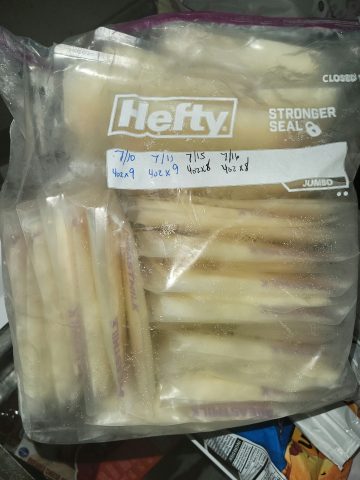 CLOSED
Hefty
STRONGER
SEAL
7/10 7/11 7/15 7/16
4oz x9 4oz x9 4oz x8 4oz x8
JUMBO